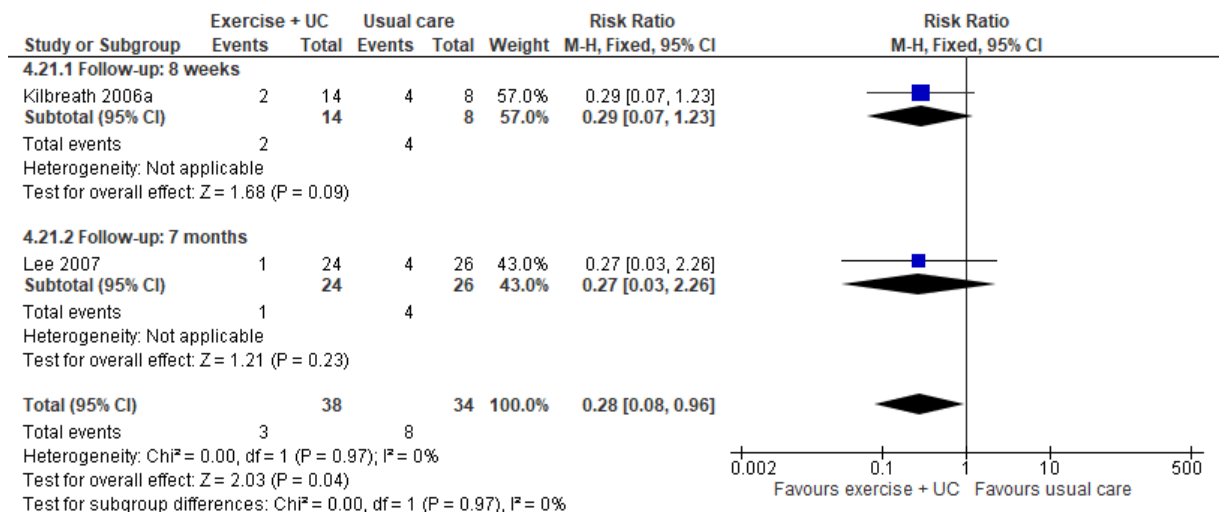 Exercise + UC Usual care Risk Ratio Risk Ratio
Study or Subgroup Events Total Events Total Weight M-H, Fixed, 95% CI M-H, Fixed, 95% CI
4.21.1 Follow-up: 8 weeks
Kilbreath 2006a 2 14 4 8 57.0% 0.29 [0.07, 1.23]
Subtotal (95% CI) 14 8 57.0% 0.29 [0.07, 1.23]
Total events 2 4
Heterogeneity: Not applicable
Test for overall effect: Z = 1.68 (P = 0.09)
4.21.2 Follow-up: 7 months
Lee 2007 1 24 4 26 43.0% 0.27 [0.03, 2.26]
Subtotal (95% CI) 24 26 43.0% 0.27 [0.03, 2.26]
Total events 1 4
Heterogeneity: Not applicable
Test for overall effect: Z = 1.21 (P = 0.23)
Total (95% CI) 38 34 100.0% 0.28 [0.08, 0.96]
Total events 3 8
Heterogeneity: Chi² = 0.00, df = 1 (P = 0.97); I² = 0%
Test for overall effect: Z = 2.03 (P = 0.04)
Test for subgroup differences: Chi² = 0.00, df = 1 (P = 0.97), I² = 0%
0.002 0.1 1 10 500
Favours exercise + UC Favours usual care